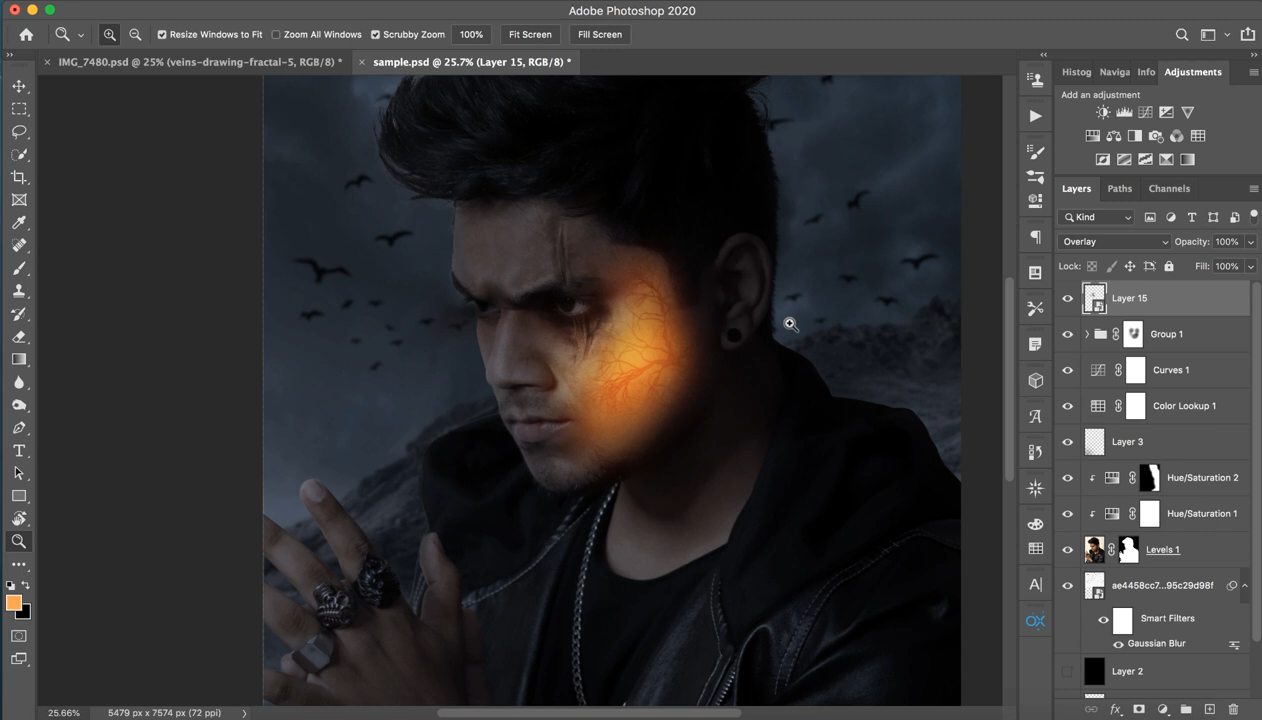 Adobe Photoshop 2020
Resize Windows to Fit Zoom All Windows Scrubby Zoom 100% Fit Screen Fill Screen
IMG_7480.psd @ 25% (veins-drawing-fractal-5, RGB/8) * sample.psd @ 25.7% (Layer 15, RGB/8) *
Histog Naviga Info Adjustments
Add an adjustment
Layers Paths Channels
Kind
Overlay Opacity: 100%
Lock: Fill: 100%
Layer 15
Group 1
Curves 1
Color Lookup 1
Layer 3
Hue/Saturation 2
Hue/Saturation 1
Levels 1
ae4458cc7...95c29d98f
Smart Filters
Gaussian Blur
Layer 2
25.66% 5479 px x 7574 px (72 ppi)